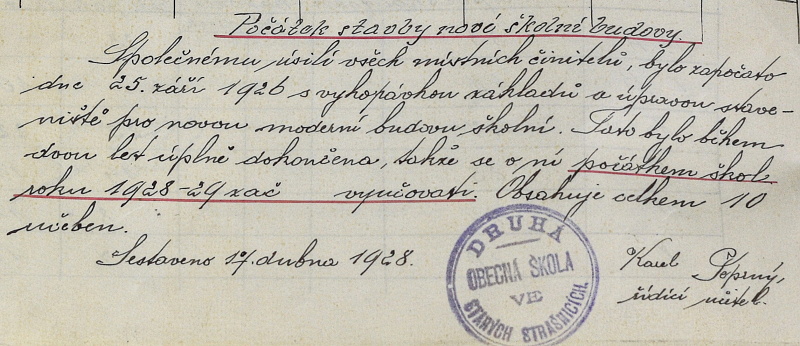 Počátek stavby nové školní budovy
Společnému úsilí všech místních činitelů, bylo započato
dne 25. září 1926 s vyhopávkou základů a úpravou stave-
niště pro novou moderní budovu školní. Tato byla během
dvou let úplně dokončena, takže se v ní počátkem škol.
roku 1928-29 zač vyučovati. Obsahuje celkem 10
učeben.
Sestaveno 17. dubna 1928.
Karel
řídící učitel.
DRUHÁ
OBECNÁ ŠKOLA
VE
STARÝCH STRAŠNICÍCH.